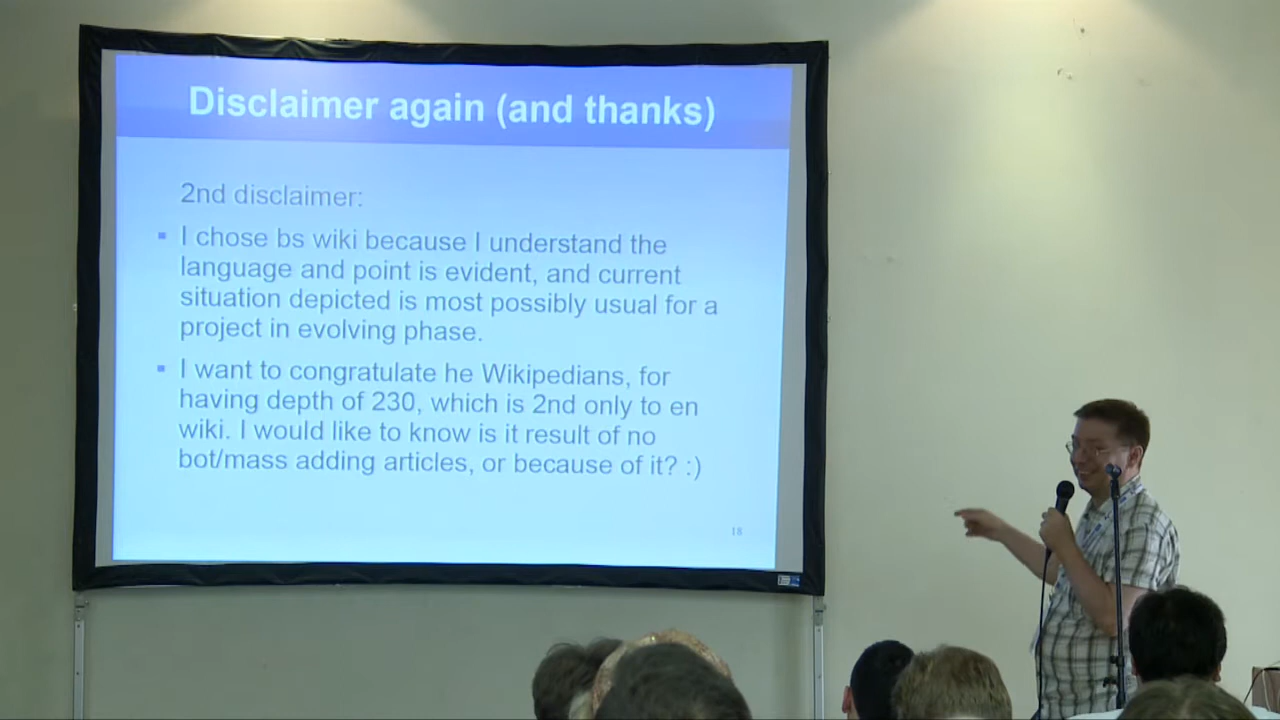 Disclaimer again (and thanks)
2nd disclaimer:
I chose bs wiki because I understand the
language and point is evident, and current
situation depicted is most possibly usual for a
project in evolving phase.
I want to congratulate he Wikipedians, for
having depth of 230, which is 2nd only to en
wiki. I would like to know is it result of no
bot/mass adding articles, or because of it? :)
18